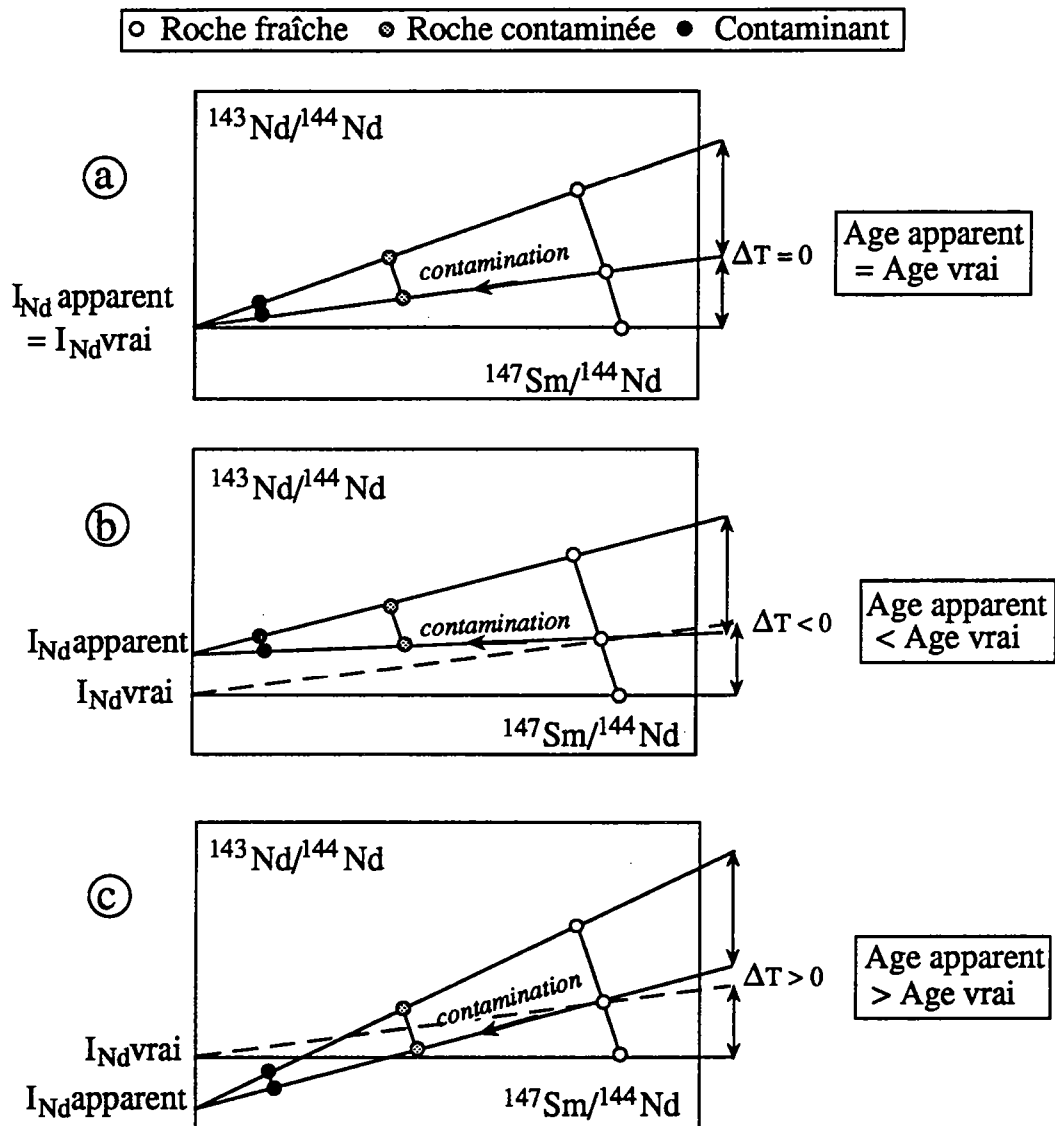 Roche fraîche Roche contaminée Contaminant
a
143Nd/144Nd
contamination
ΔT = 0
Age apparent
= Age vrai
INd apparent
= INdvrai
147Sm/144Nd
b
143Nd/144Nd
contamination
ΔT < 0
Age apparent
< Age vrai
INdapparent
INdvrai
147Sm/144Nd
c
143Nd/144Nd
contamination
ΔT > 0
Age apparent
> Age vrai
INdvrai
INdapparent
147Sm/144Nd